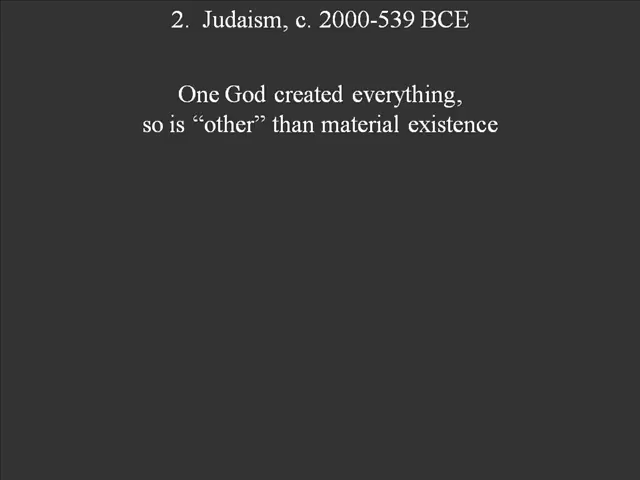 2. Judaism, c. 2000-539 BCE
One God created everything,
so is “other” than material existence